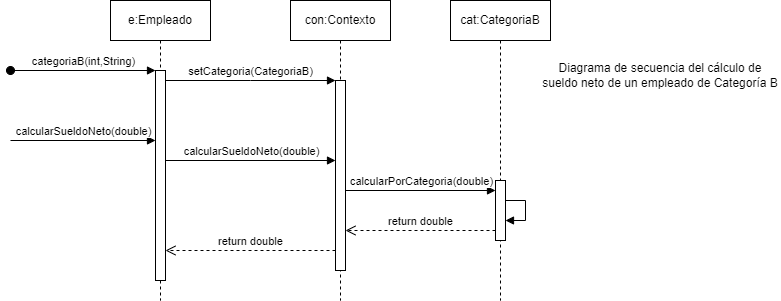 e:Empleado
con:Contexto
cat:CategoriaB
categoriaB(int,String)
setCategoria(CategoriaB)
Diagrama de secuencia del cálculo de
sueldo neto de un empleado de Categoría B
calcularSueldoNeto(double)
calcularSueldoNeto(double)
calcularPorCategoria(double)
return double
return double